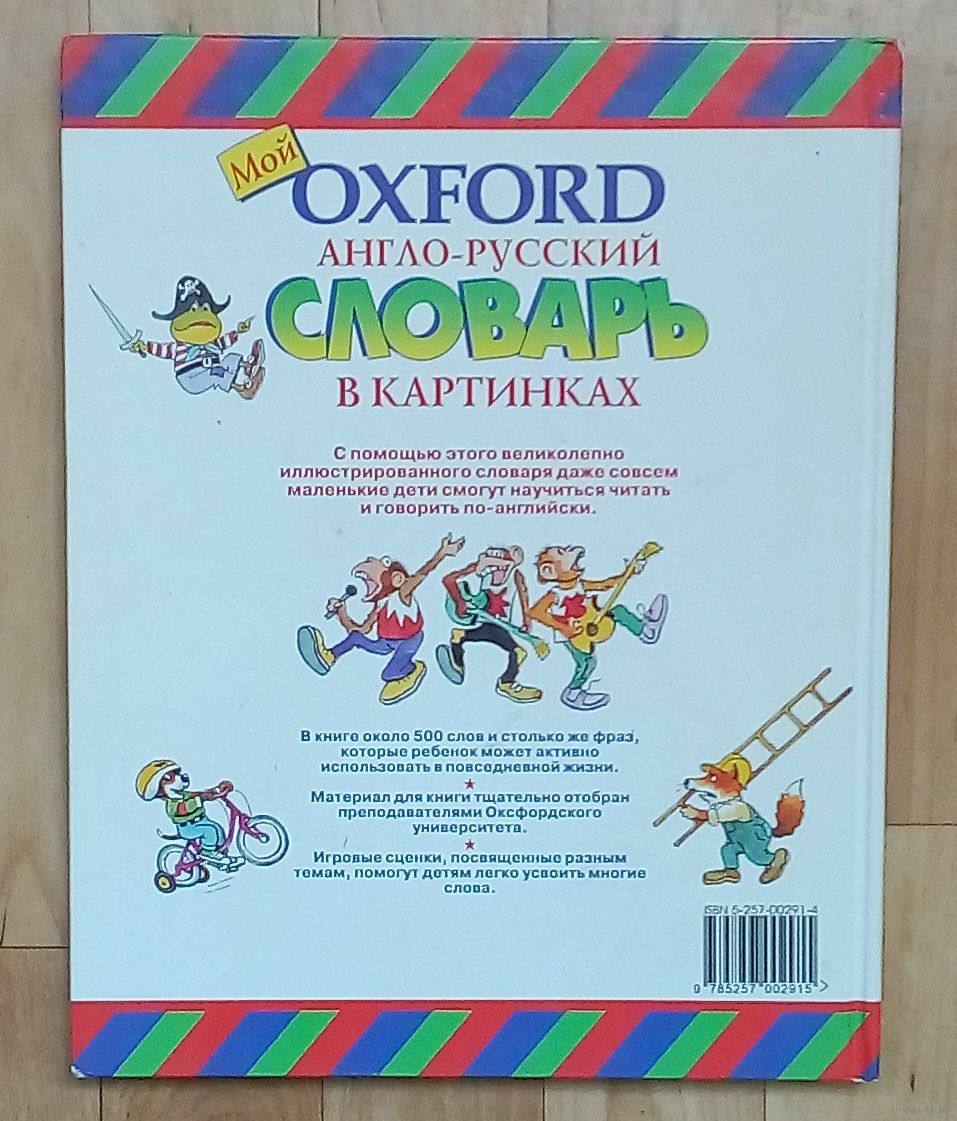 Мой
OXFORD
АНГЛО-РУССКИЙ
СЛОВАРЬ
В КАРТИНКАХ
С помощью этого великолепно
иллюстрированного словаря даже совсем
маленькие дети смогут научиться читать
и говорить по-английски.
В книге около 500 слов и столько же фраз,
которые ребенок может активно
использовать в повседневной жизни.
Материал для книги тщательно отобран
преподавателями Оксфордского
университета.
Игровые сценки, посвященные разным
темам, помогут детям легко усвоить многие
слова.
ISBN 5-257-00291-4
9 785257 002915 >
www.ay.by